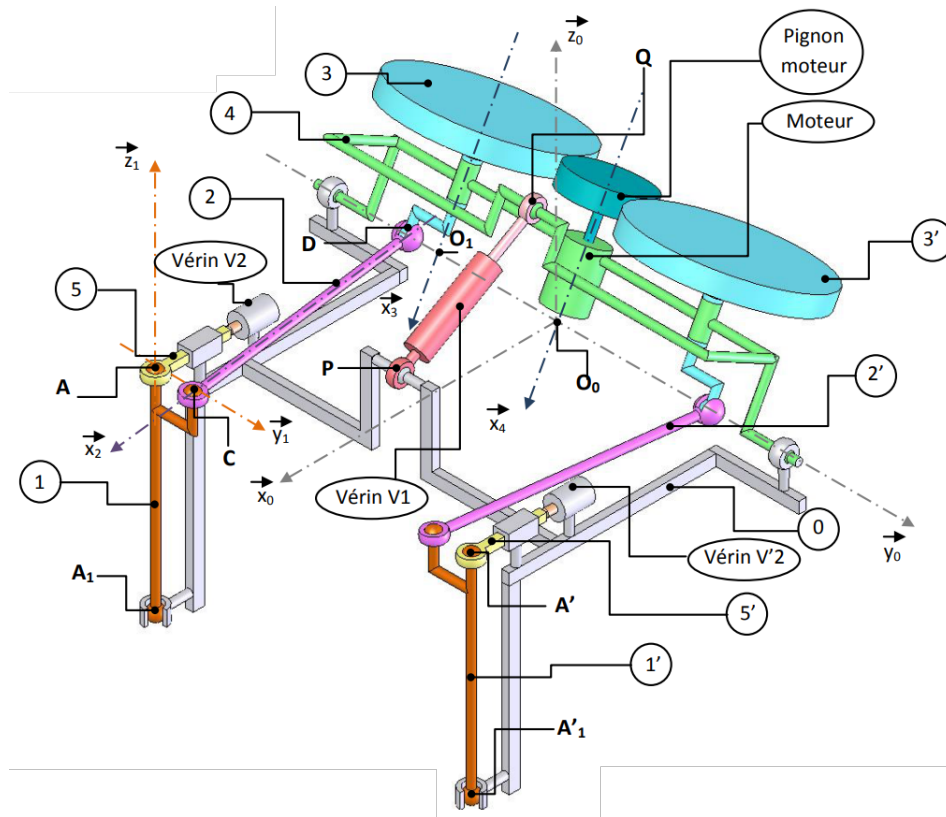 z₀
Q
Pignon
moteur
3
Moteur
4
z₁
2
D
O₁
3'
Vérin V2
x₃
5
P
A
O₀
2'
x₄
y₁
x₂
C
x₀
1
Vérin V1
0
y₀
Vérin V'2
A₁
A'
5'
1'
A'₁